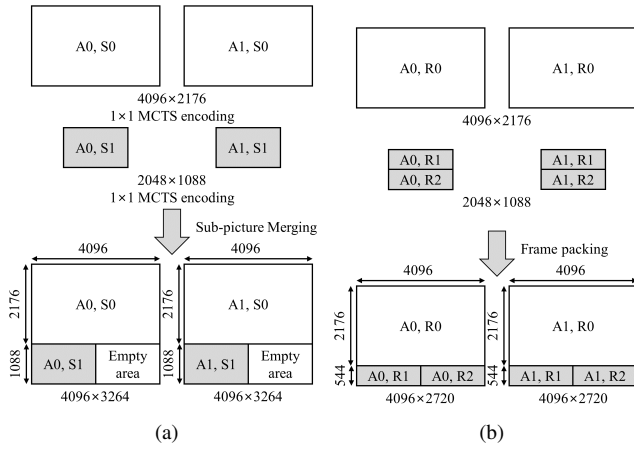 A0, S0
A1, S0
4096×2176
1×1 MCTS encoding
A0, S1
A1, S1
2048×1088
1×1 MCTS encoding
Sub-picture Merging
4096
4096
2176
A0, S0
2176
A1, S0
1088
A0, S1
Empty
area
1088
A1, S1
Empty
area
4096×3264
4096×3264
(a)
A0, R0
A1, R0
4096×2176
A0, R1
A1, R1
A0, R2
A1, R2
2048×1088
Frame packing
4096
4096
2176
A0, R0
2176
A1, R0
544
A0, R1
A0, R2
544
A1, R1
A1, R2
4096×2720
4096×2720
(b)